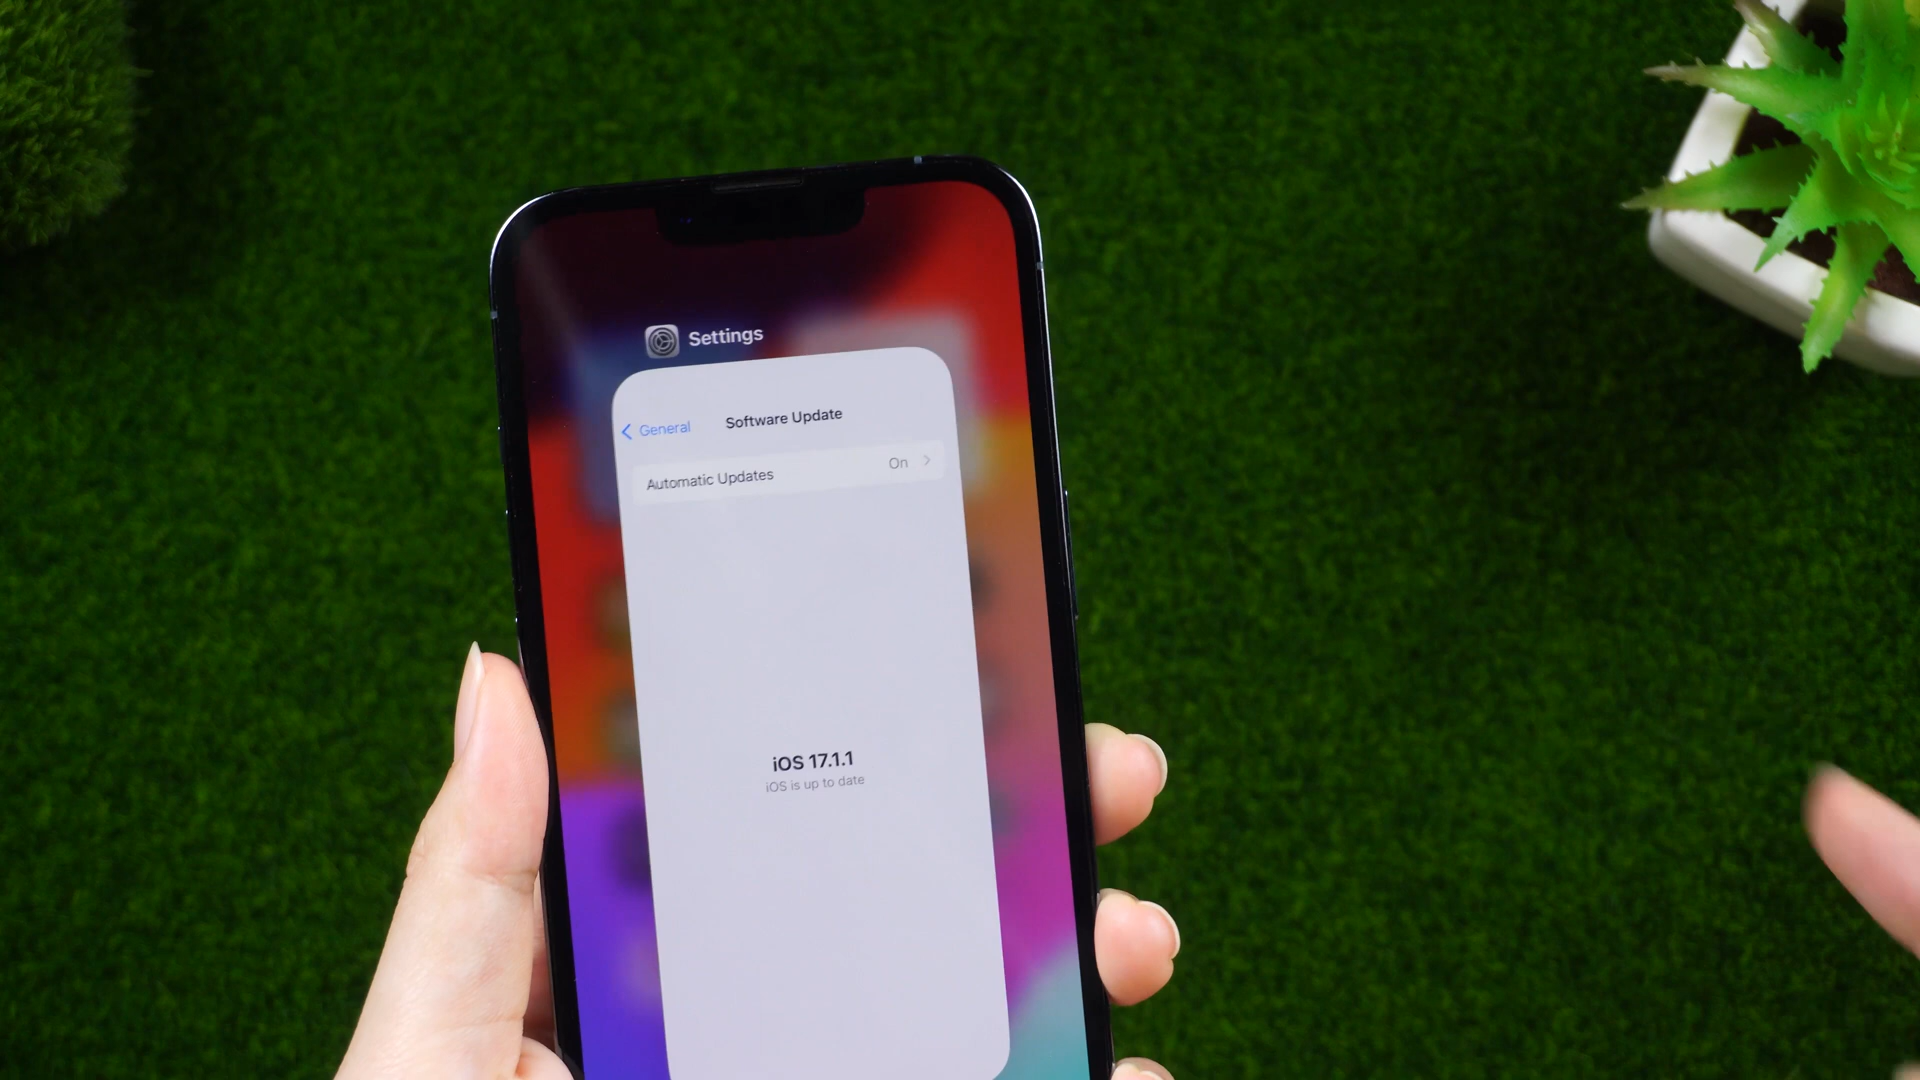 Settings
General
Software Update
Automatic Updates
On
iOS 17.1.1
iOS is up to date